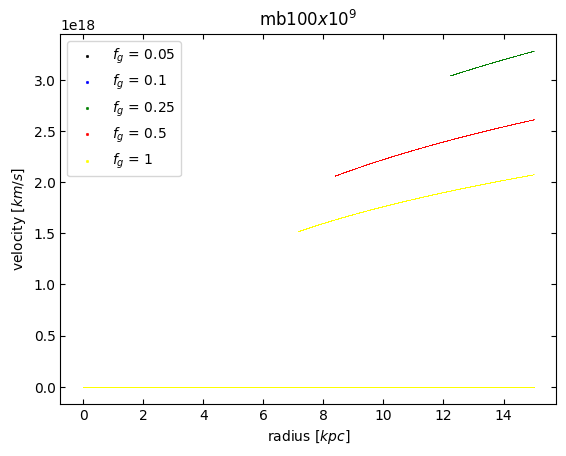 mb100x10⁹
1e18
f_g = 0.05
f_g = 0.1
f_g = 0.25
f_g = 0.5
f_g = 1
velocity [km/s]
3.0
2.5
2.0
1.5
1.0
0.5
0.0
0 2 4 6 8 10 12 14
radius [kpc]